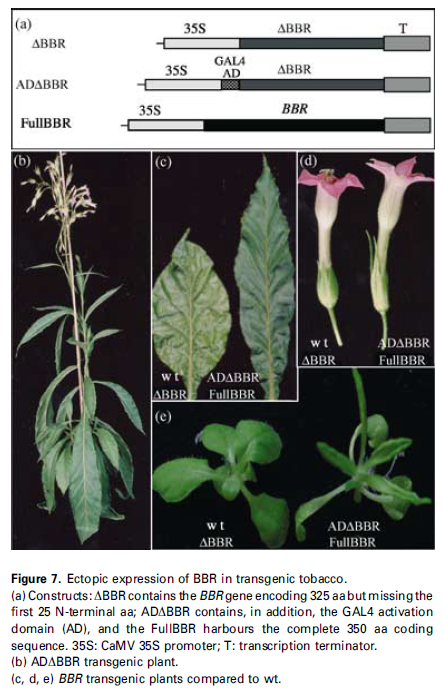 (a)
35S ΔBBR T
ΔBBR
GAL4
35S AD ΔBBR
ADΔBBR
35S BBR
FullBBR
(b)
(c)
(d)
w t ADΔBBR
ΔBBR FullBBR
w t ADΔBBR
ΔBBR FullBBR
(e)
w t ADΔBBR
ΔBBR FullBBR
Figure 7. Ectopic expression of BBR in transgenic tobacco.
(a) Constructs: ΔBBR contains the BBR gene encoding 325 aa but missing the
first 25 N-terminal aa; ADΔBBR contains, in addition, the GAL4 activation
domain (AD), and the FullBBR harbours the complete 350 aa coding
sequence. 35S: CaMV 35S promoter; T: transcription terminator.
(b) ADΔBBR transgenic plant.
(c, d, e) BBR transgenic plants compared to wt.